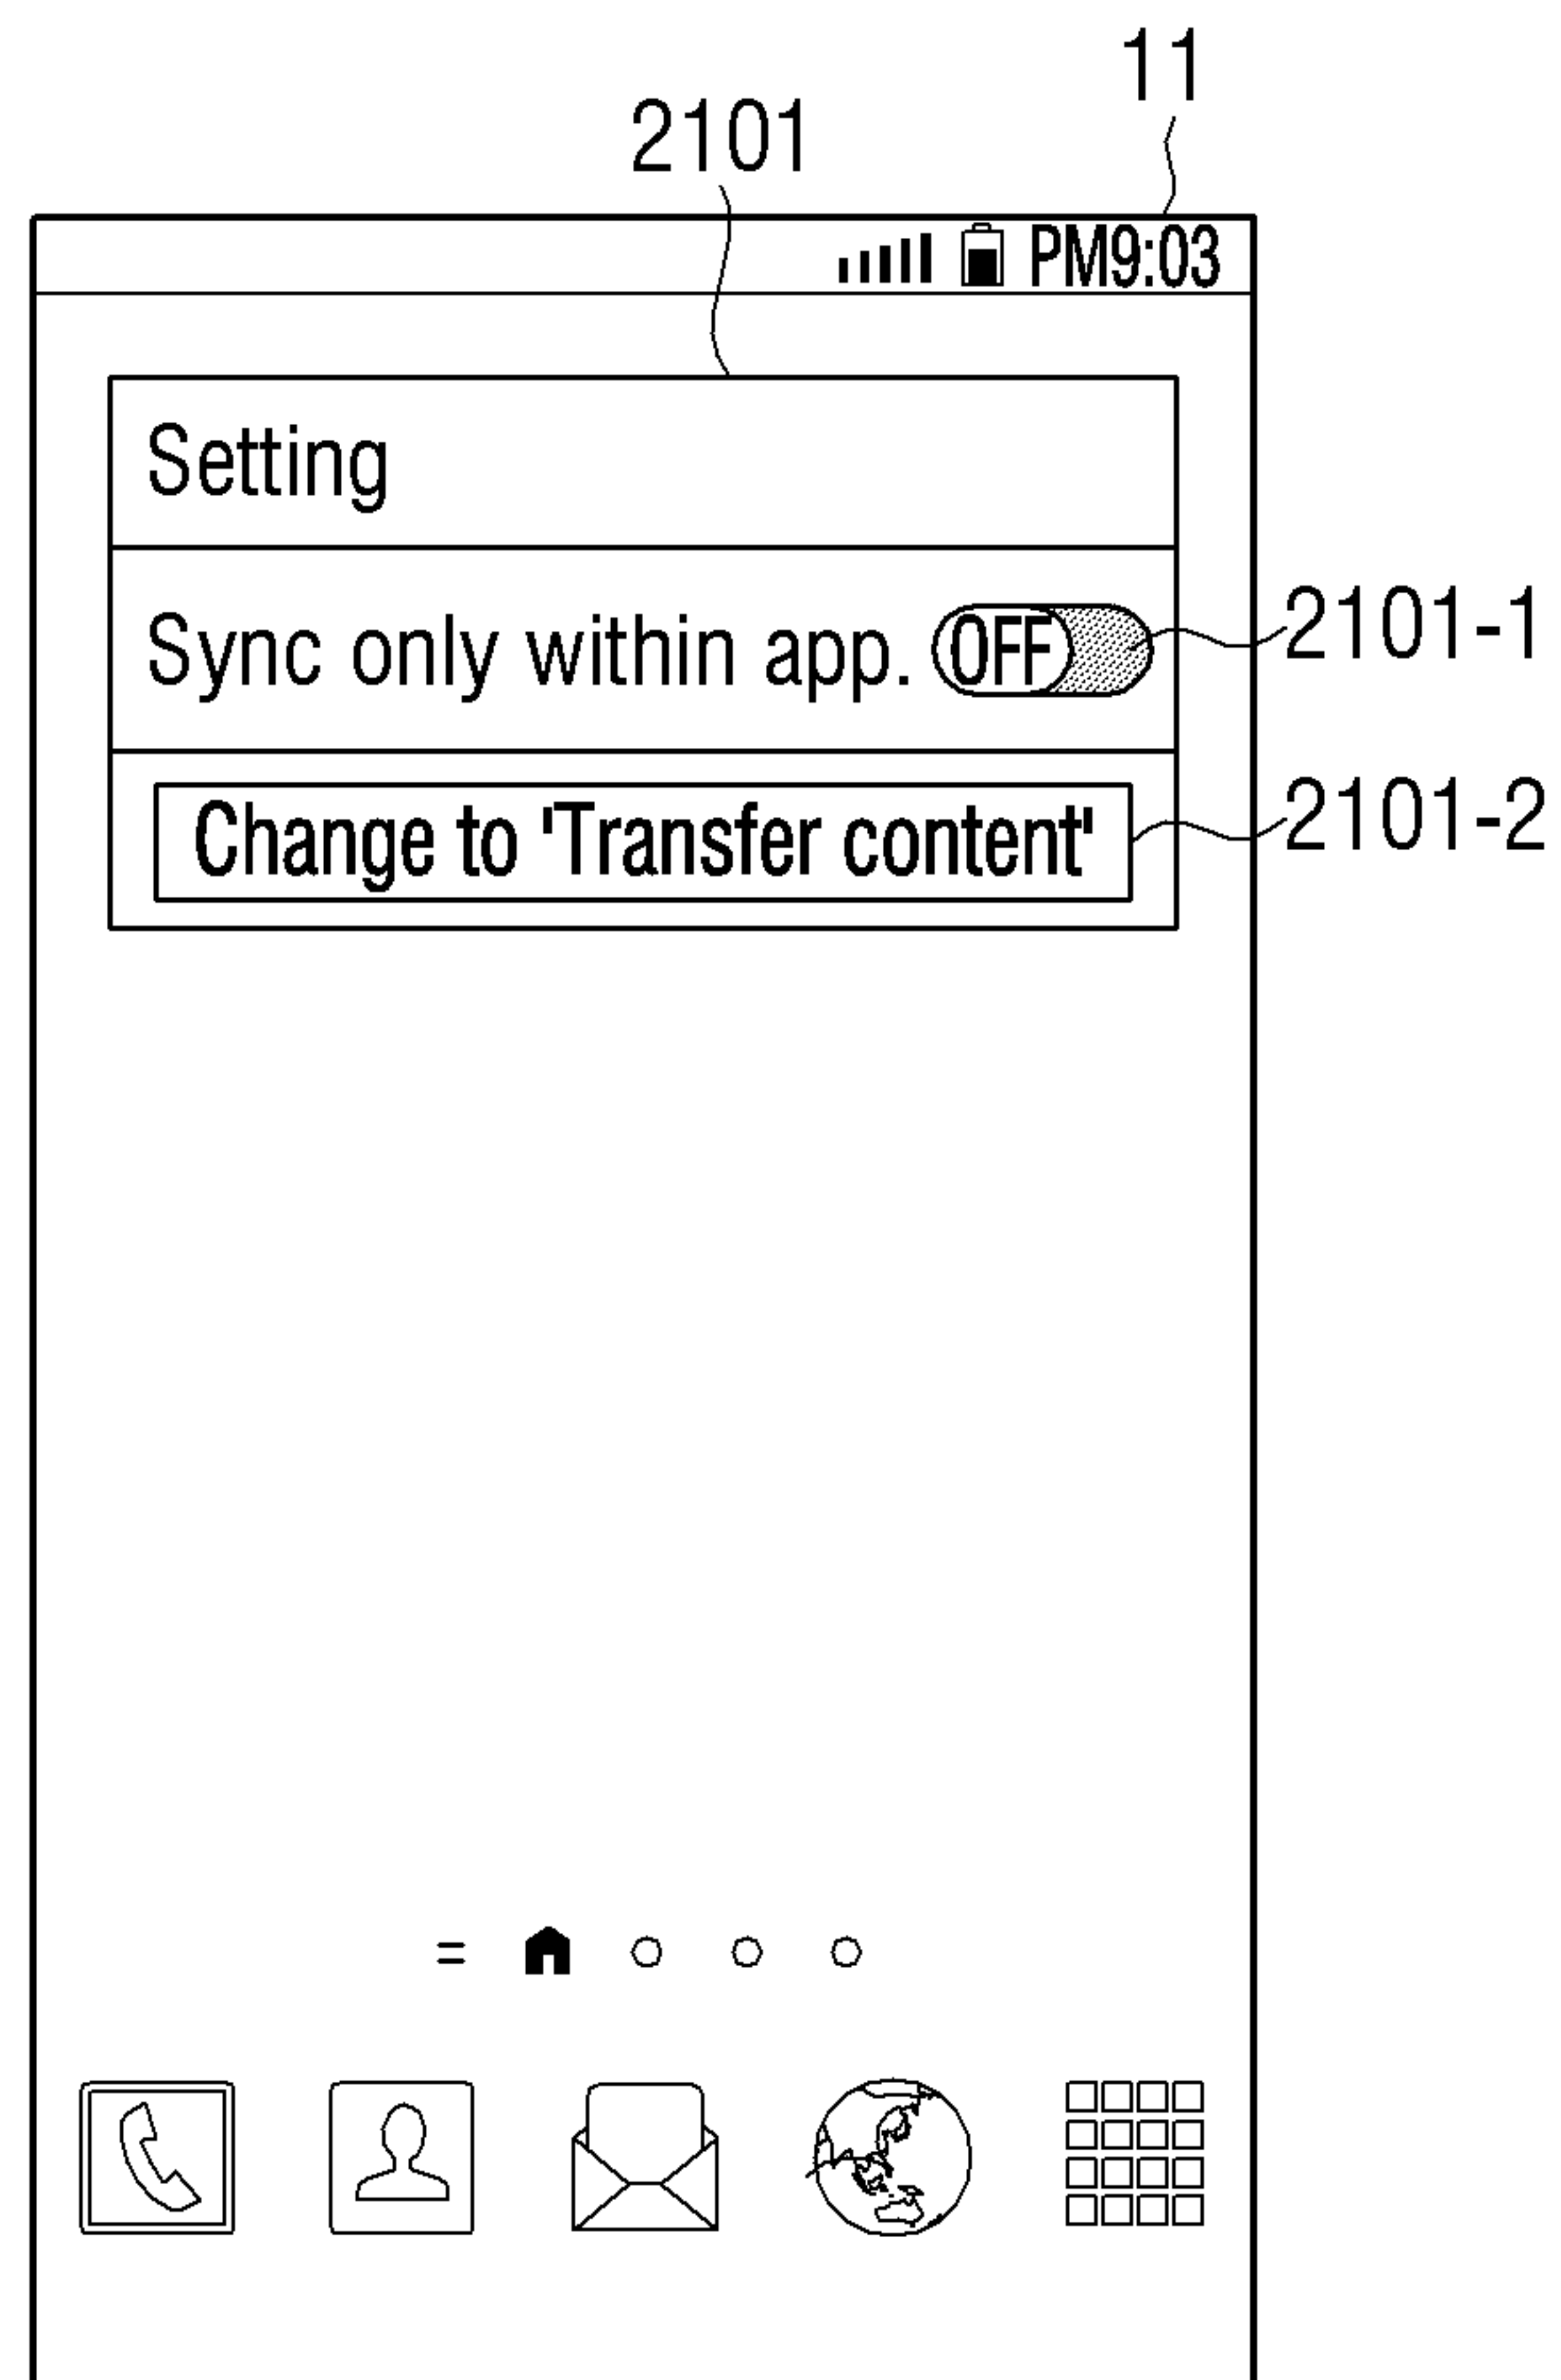 11
2101
PM9:03
Setting
Sync only within app. OFF
2101-1
Change to 'Transfer content'
2101-2